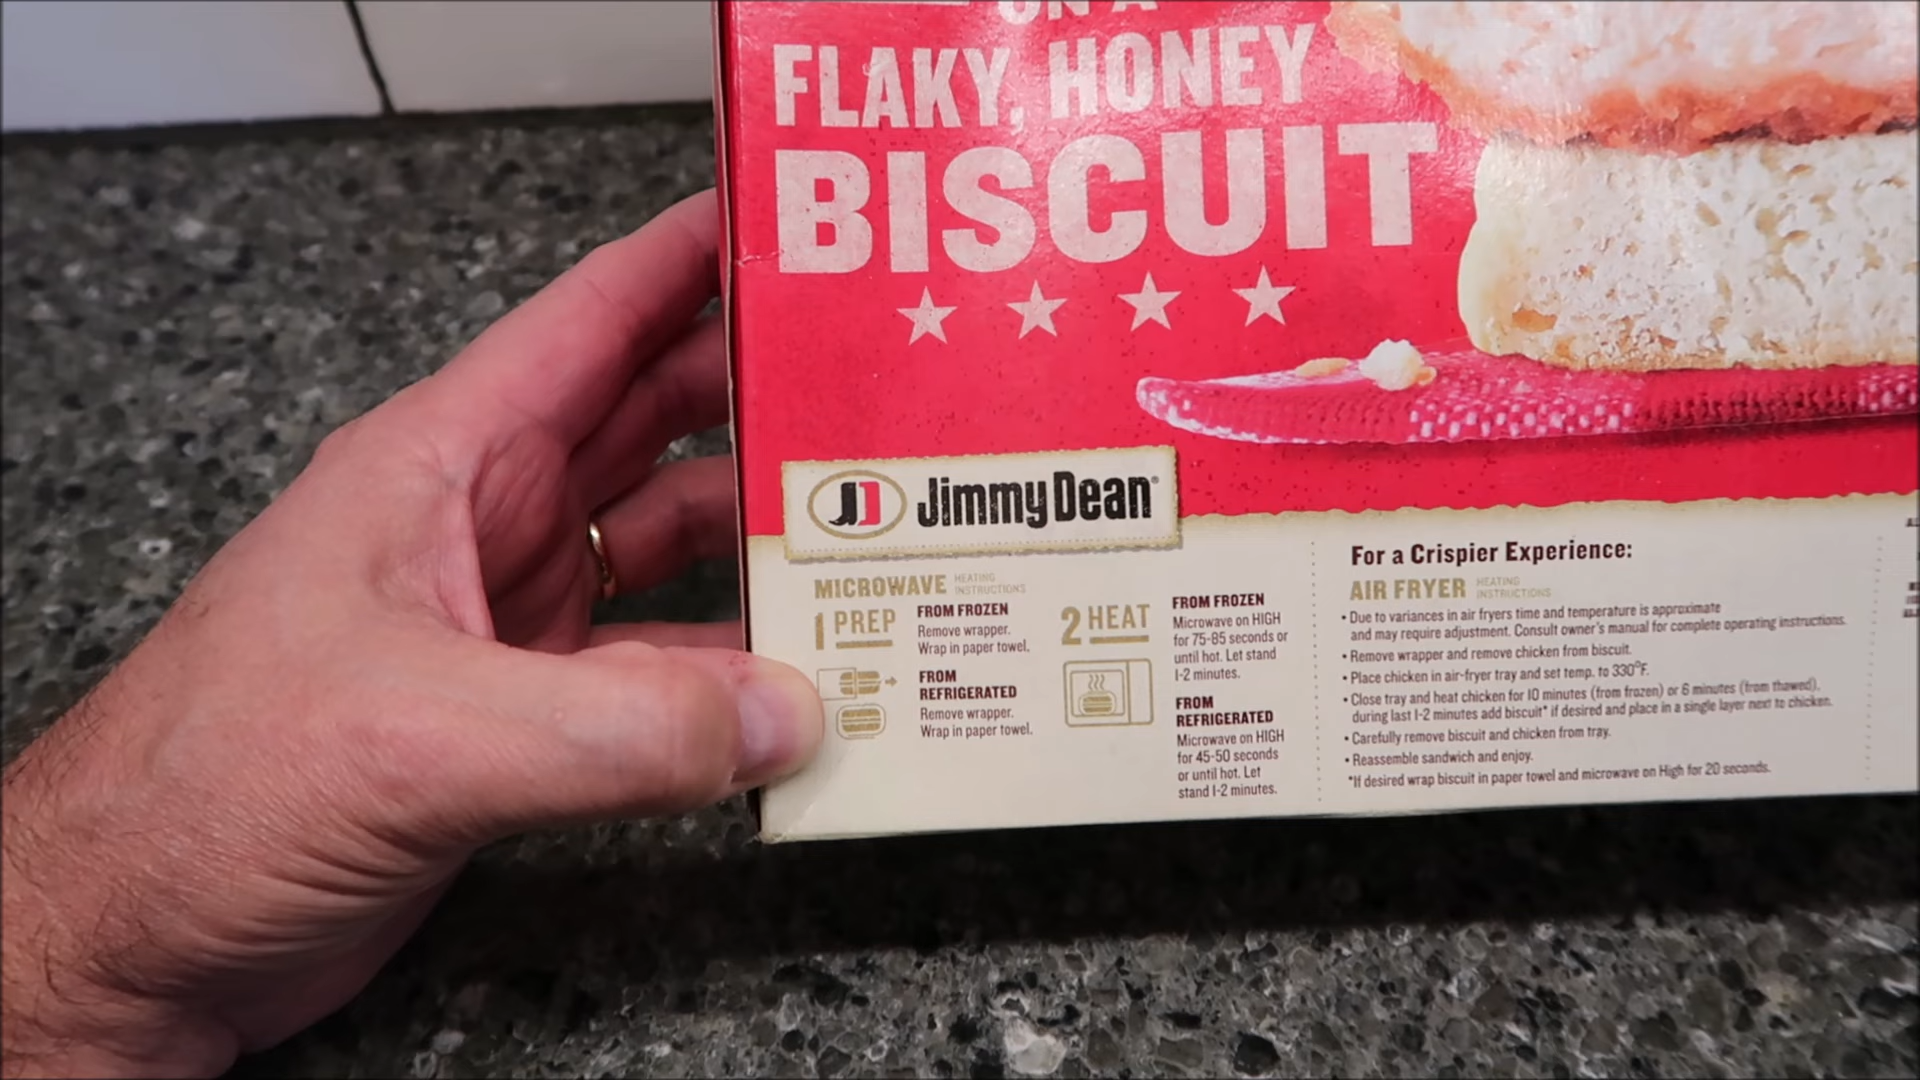 ON A
FLAKY, HONEY
BISCUIT
JD JimmyDean®
MICROWAVE HEATING INSTRUCTIONS
1 PREP
FROM FROZEN
Remove wrapper.
Wrap in paper towel.
FROM
REFRIGERATED
Remove wrapper.
Wrap in paper towel.
2 HEAT
FROM FROZEN
Microwave on HIGH
for 75-85 seconds or
until hot. Let stand
1-2 minutes.
FROM
REFRIGERATED
Microwave on HIGH
for 45-50 seconds
or until hot. Let
stand 1-2 minutes.
For a Crispier Experience:
AIR FRYER HEATING INSTRUCTIONS
• Due to variances in air fryers time and temperature is approximate
and may require adjustment. Consult owner's manual for complete operating instructions.
• Remove wrapper and remove chicken from biscuit.
• Place chicken in air-fryer tray and set temp. to 330°F.
• Close tray and heat chicken for 10 minutes (from frozen) or 6 minutes (from thawed),
during last 1-2 minutes add biscuit* if desired and place in a single layer next to chicken.
• Carefully remove biscuit and chicken from tray.
• Reassemble sandwich and enjoy.
*If desired wrap biscuit in paper towel and microwave on High for 20 seconds.